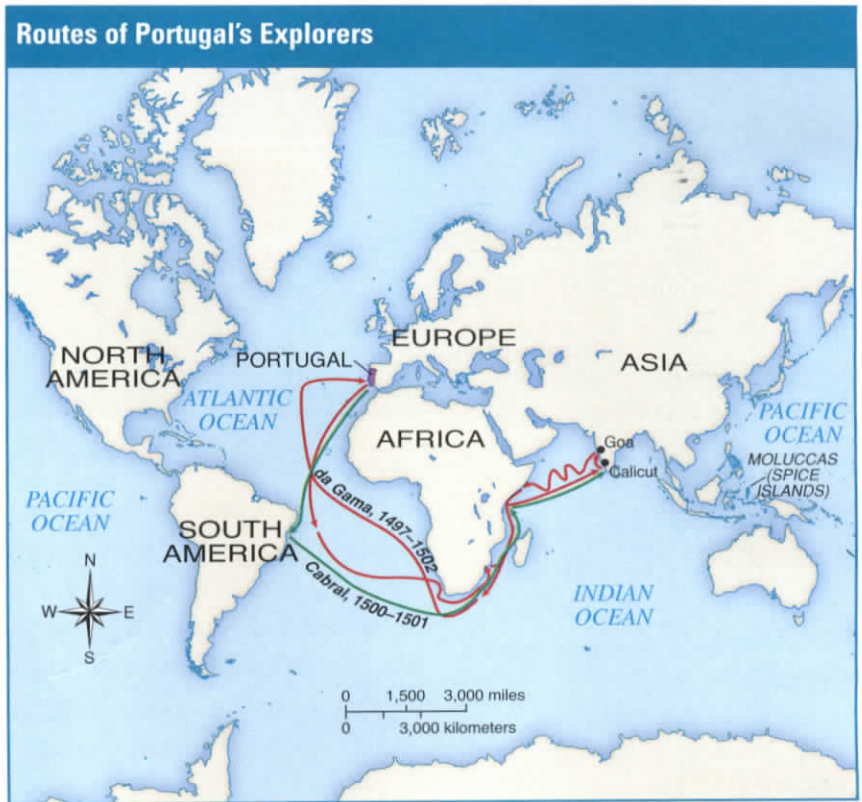 Routes of Portugal's Explorers
NORTH
AMERICA
PORTUGAL
EUROPE
ASIA
ATLANTIC
OCEAN
AFRICA
PACIFIC
OCEAN
Goa
Calicut
MOLUCCAS
(SPICE
ISLANDS)
da Gama, 1497–1502
PACIFIC
OCEAN
SOUTH
AMERICA
Cabral, 1500–1501
INDIAN
OCEAN
N
W
E
S
0 1,500 3,000 miles
0 3,000 kilometers